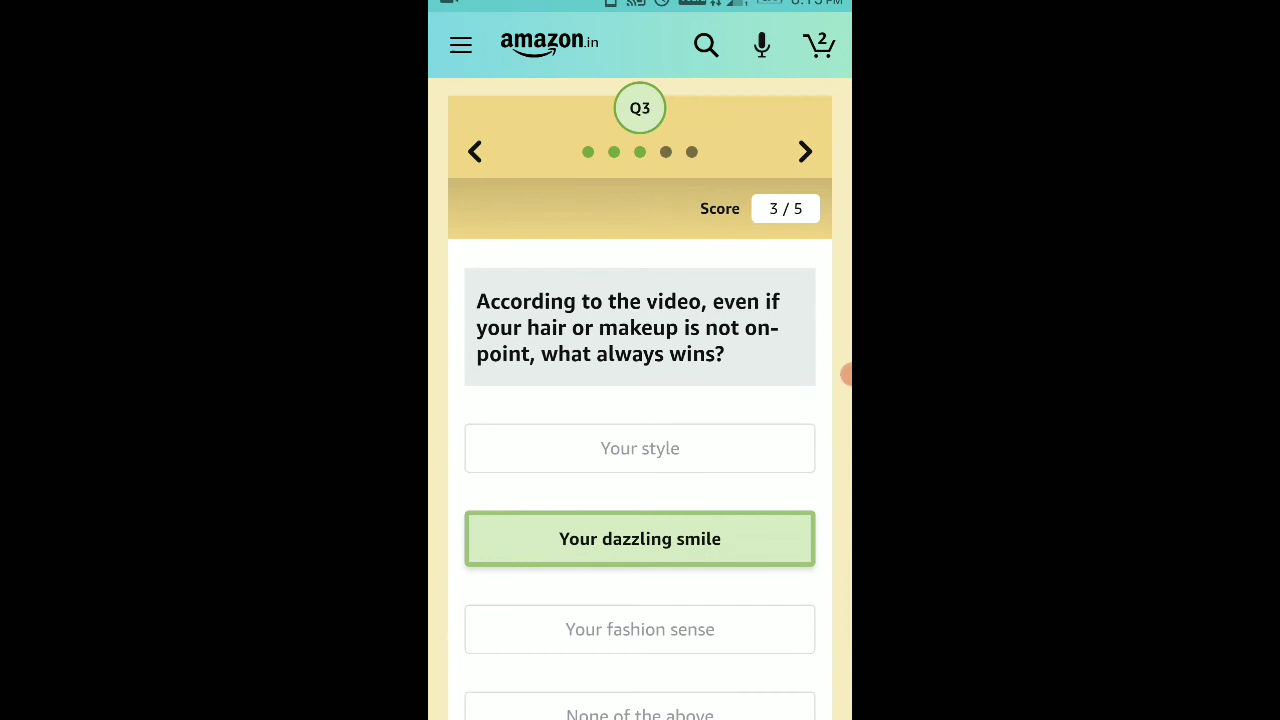 amazon.in
2
Q3
Score 3 / 5
According to the video, even if
your hair or makeup is not on-
point, what always wins?
Your style
Your dazzling smile
Your fashion sense
None of the above